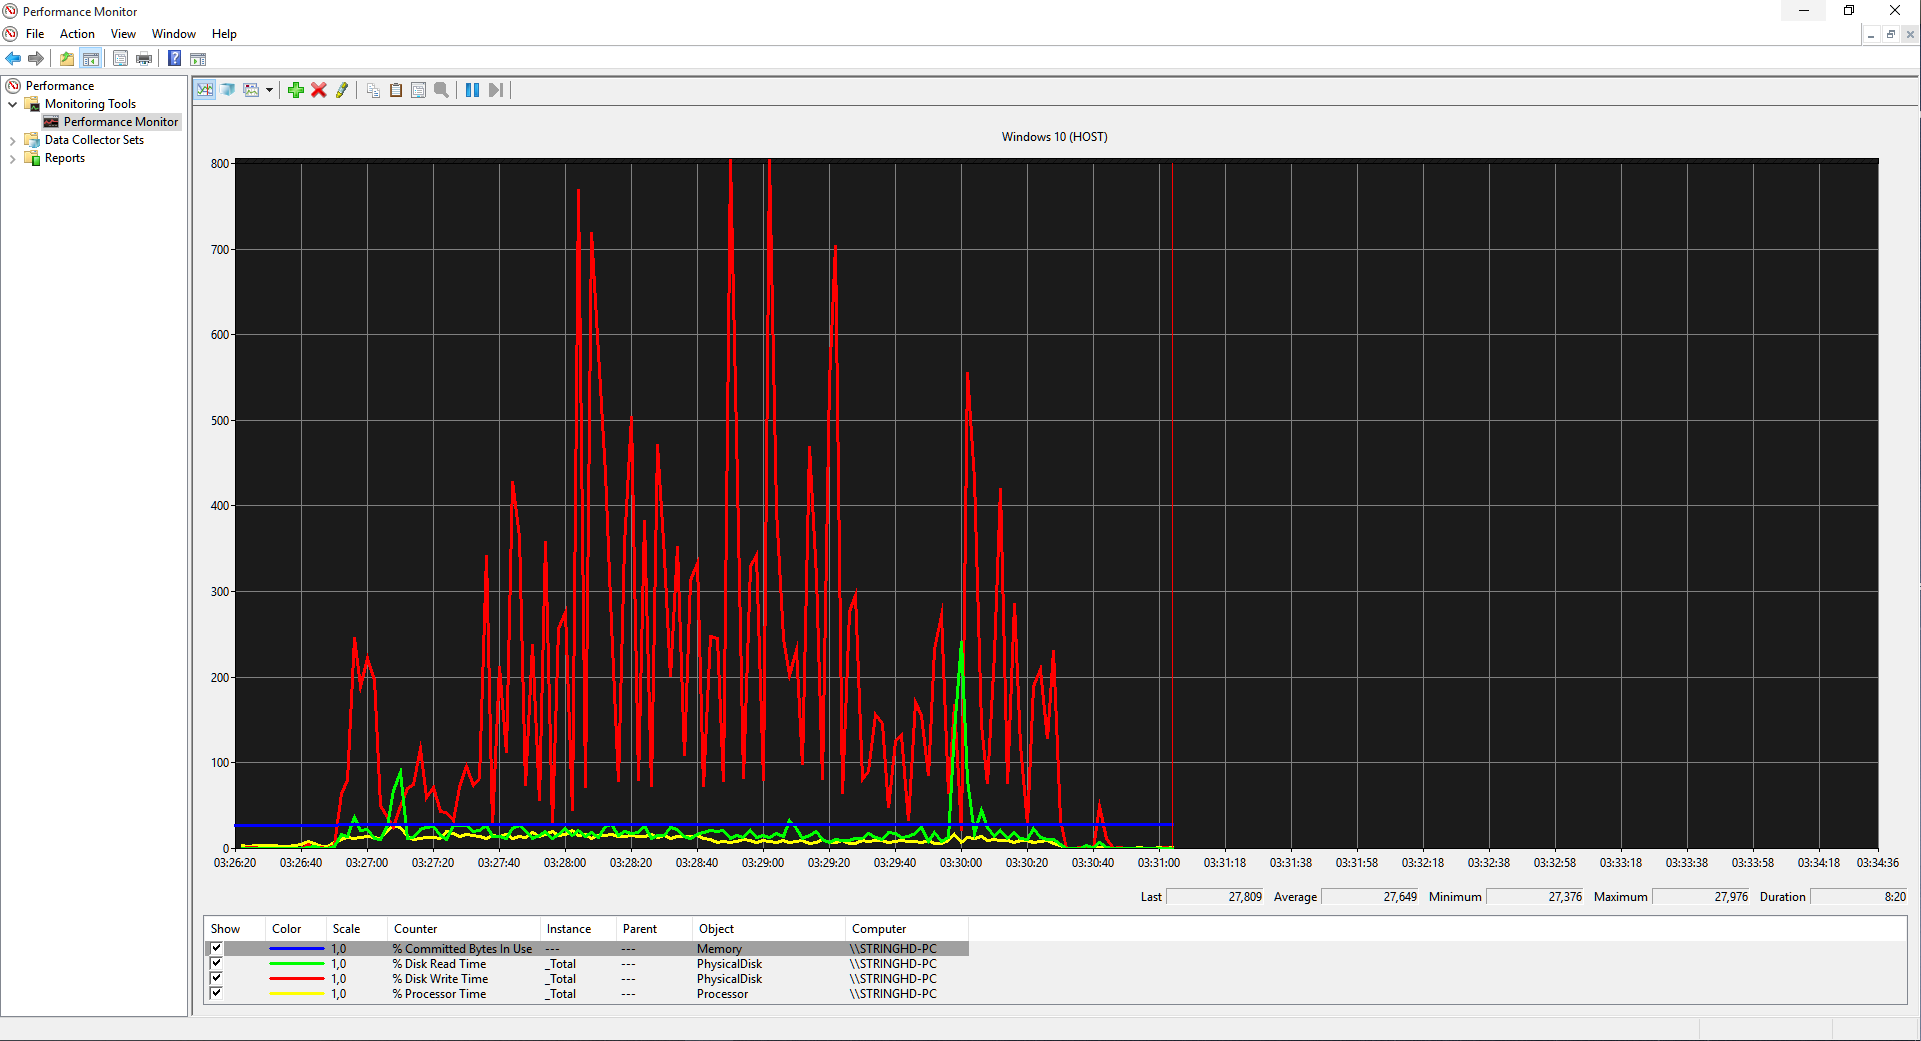 Performance Monitor
File Action View Window Help
Performance
Monitoring Tools
Performance Monitor
Data Collector Sets
Reports
Windows 10 (HOST)
800
700
600
500
400
300
200
100
0
03:26:20 03:26:40 03:27:00 03:27:20 03:27:40 03:28:00 03:28:20 03:28:40 03:29:00 03:29:20 03:29:40 03:30:00 03:30:20 03:30:40 03:31:00 03:31:18 03:31:38 03:31:58 03:32:18 03:32:38 03:32:58 03:33:18 03:33:38 03:33:58 03:34:18 03:34:36
Last 27,809 Average 27,649 Minimum 27,376 Maximum 27,976 Duration 8:20
Show Color Scale Counter Instance Parent Object Computer
1,0 % Committed Bytes In Use --- --- Memory \\STRINGHD-PC
1,0 % Disk Read Time _Total --- PhysicalDisk \\STRINGHD-PC
1,0 % Disk Write Time _Total --- PhysicalDisk \\STRINGHD-PC
1,0 % Processor Time _Total --- Processor \\STRINGHD-PC